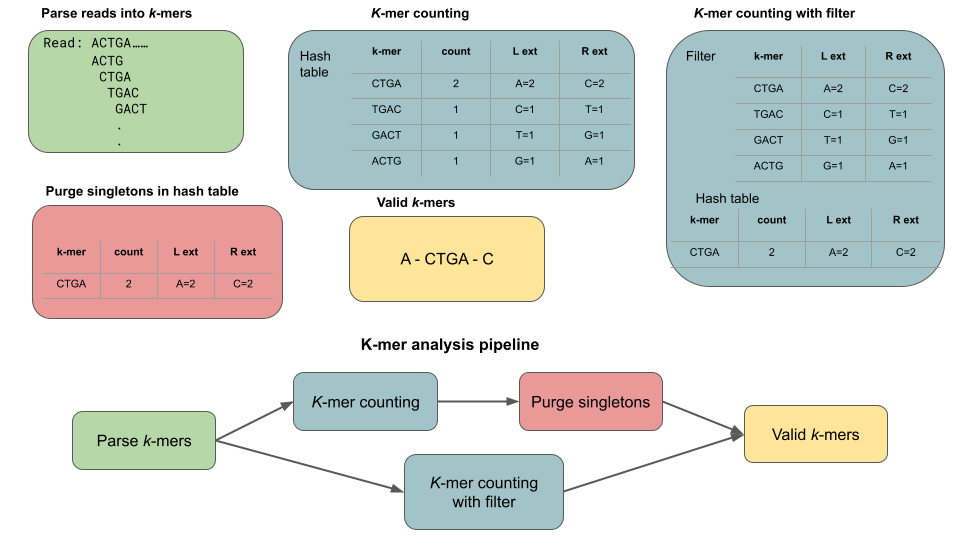 Parse reads into k-mers
Read: ACTGA……
ACTG
CTGA
TGAC
GACT
.
.
K-mer counting
Hash table
k-mer count L ext R ext
CTGA 2 A=2 C=2
TGAC 1 C=1 T=1
GACT 1 T=1 G=1
ACTG 1 G=1 A=1
K-mer counting with filter
Filter
k-mer L ext R ext
CTGA A=2 C=2
TGAC C=1 T=1
GACT T=1 G=1
ACTG G=1 A=1
Hash table
k-mer count L ext R ext
CTGA 2 A=2 C=2
Purge singletons in hash table
k-mer count L ext R ext
CTGA 2 A=2 C=2
Valid k-mers
A - CTGA - C
K-mer analysis pipeline
Parse k-mers
K-mer counting
Purge singletons
K-mer counting
with filter
Valid k-mers